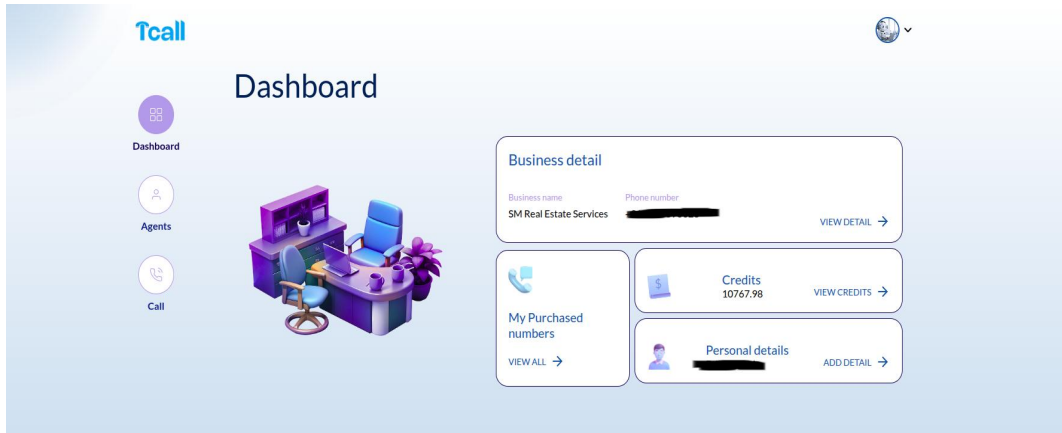 Tcall
Dashboard
Dashboard
Agents
Call
Business detail
Business name Phone number
SM Real Estate Services
VIEW DETAIL
My Purchased
numbers
VIEW ALL
Credits
10767.98
VIEW CREDITS
Personal details
ADD DETAIL